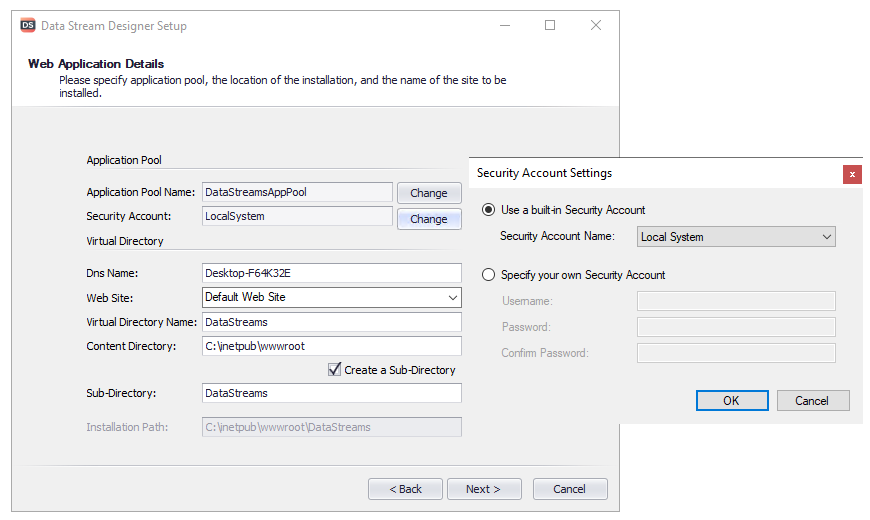 DS Data Stream Designer Setup
Web Application Details
Please specify application pool, the location of the installation, and the name of the site to be
installed.
Application Pool
Application Pool Name: DataStreamsAppPool Change
Security Account: LocalSystem Change
Virtual Directory
Dns Name: Desktop-F64K32E
Web Site: Default Web Site
Virtual Directory Name: DataStreams
Content Directory: C:\inetpub\wwwroot
Create a Sub-Directory
Sub-Directory: DataStreams
Installation Path: C:\inetpub\wwwroot\DataStreams
< Back Next > Cancel
Security Account Settings x
Use a built-in Security Account
Security Account Name: Local System
Specify your own Security Account
Username:
Password:
Confirm Password:
OK Cancel